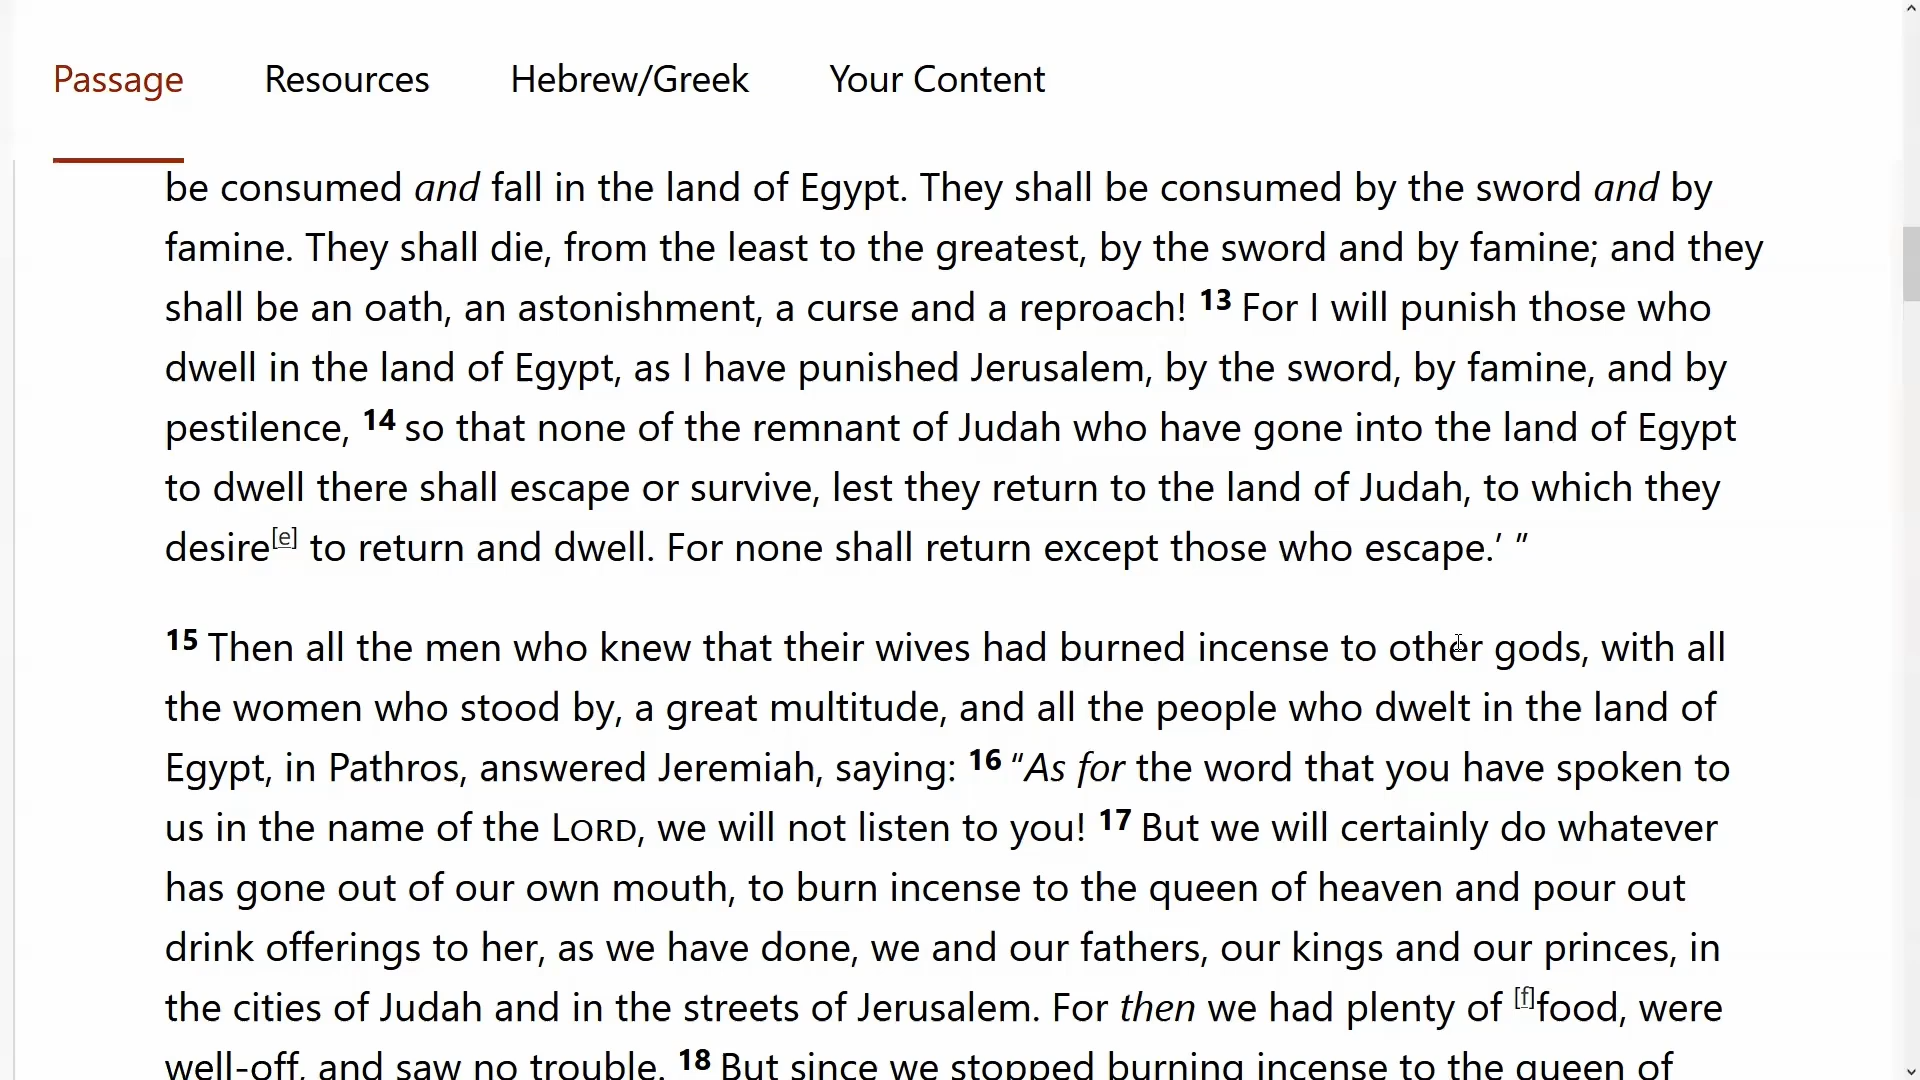 Passage Resources Hebrew/Greek Your Content
be consumed and fall in the land of Egypt. They shall be consumed by the sword and by
famine. They shall die, from the least to the greatest, by the sword and by famine; and they
shall be an oath, an astonishment, a curse and a reproach! 13 For I will punish those who
dwell in the land of Egypt, as I have punished Jerusalem, by the sword, by famine, and by
pestilence, 14 so that none of the remnant of Judah who have gone into the land of Egypt
to dwell there shall escape or survive, lest they return to the land of Judah, to which they
desire[e] to return and dwell. For none shall return except those who escape.’ ”
15 Then all the men who knew that their wives had burned incense to other gods, with all
the women who stood by, a great multitude, and all the people who dwelt in the land of
Egypt, in Pathros, answered Jeremiah, saying: 16 “As for the word that you have spoken to
us in the name of the LORD, we will not listen to you! 17 But we will certainly do whatever
has gone out of our own mouth, to burn incense to the queen of heaven and pour out
drink offerings to her, as we have done, we and our fathers, our kings and our princes, in
the cities of Judah and in the streets of Jerusalem. For then we had plenty of [f]food, were
well-off, and saw no trouble. 18 But since we stopped burning incense to the queen of